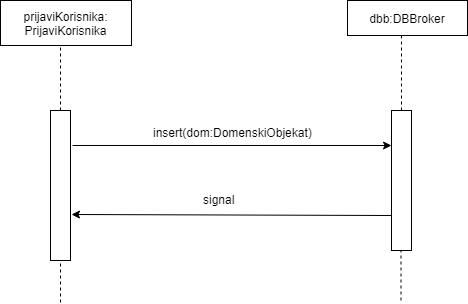 prijaviKorisnika:
PrijaviKorisnika
dbb:DBBroker
insert(dom:DomenskiObjekat)
signal